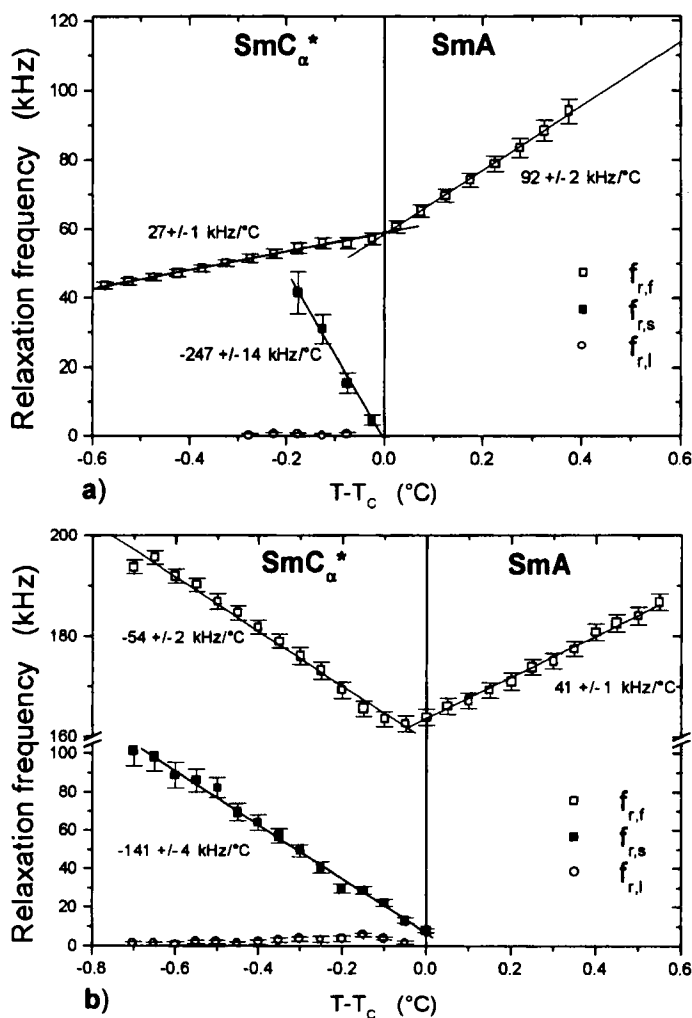 120
100
80
60
40
20
0
Relaxation frequency (kHz)
SmCα* SmA
27+/-1 kHz/°C
92 +/-2 kHz/°C
-247 +/-14 kHz/°C
fr,f
fr,s
fr,l
-0.6 -0.4 -0.2 0.0 0.2 0.4 0.6
a) T-TC (°C)
200
180
160
100
80
60
40
20
0
Relaxation frequency (kHz)
SmCα* SmA
-54 +/-2 kHz/°C
41 +/-1 kHz/°C
-141 +/-4 kHz/°C
fr,f
fr,s
fr,l
-0.8 -0.6 -0.4 -0.2 0.0 0.2 0.4 0.6
b) T-TC (°C)